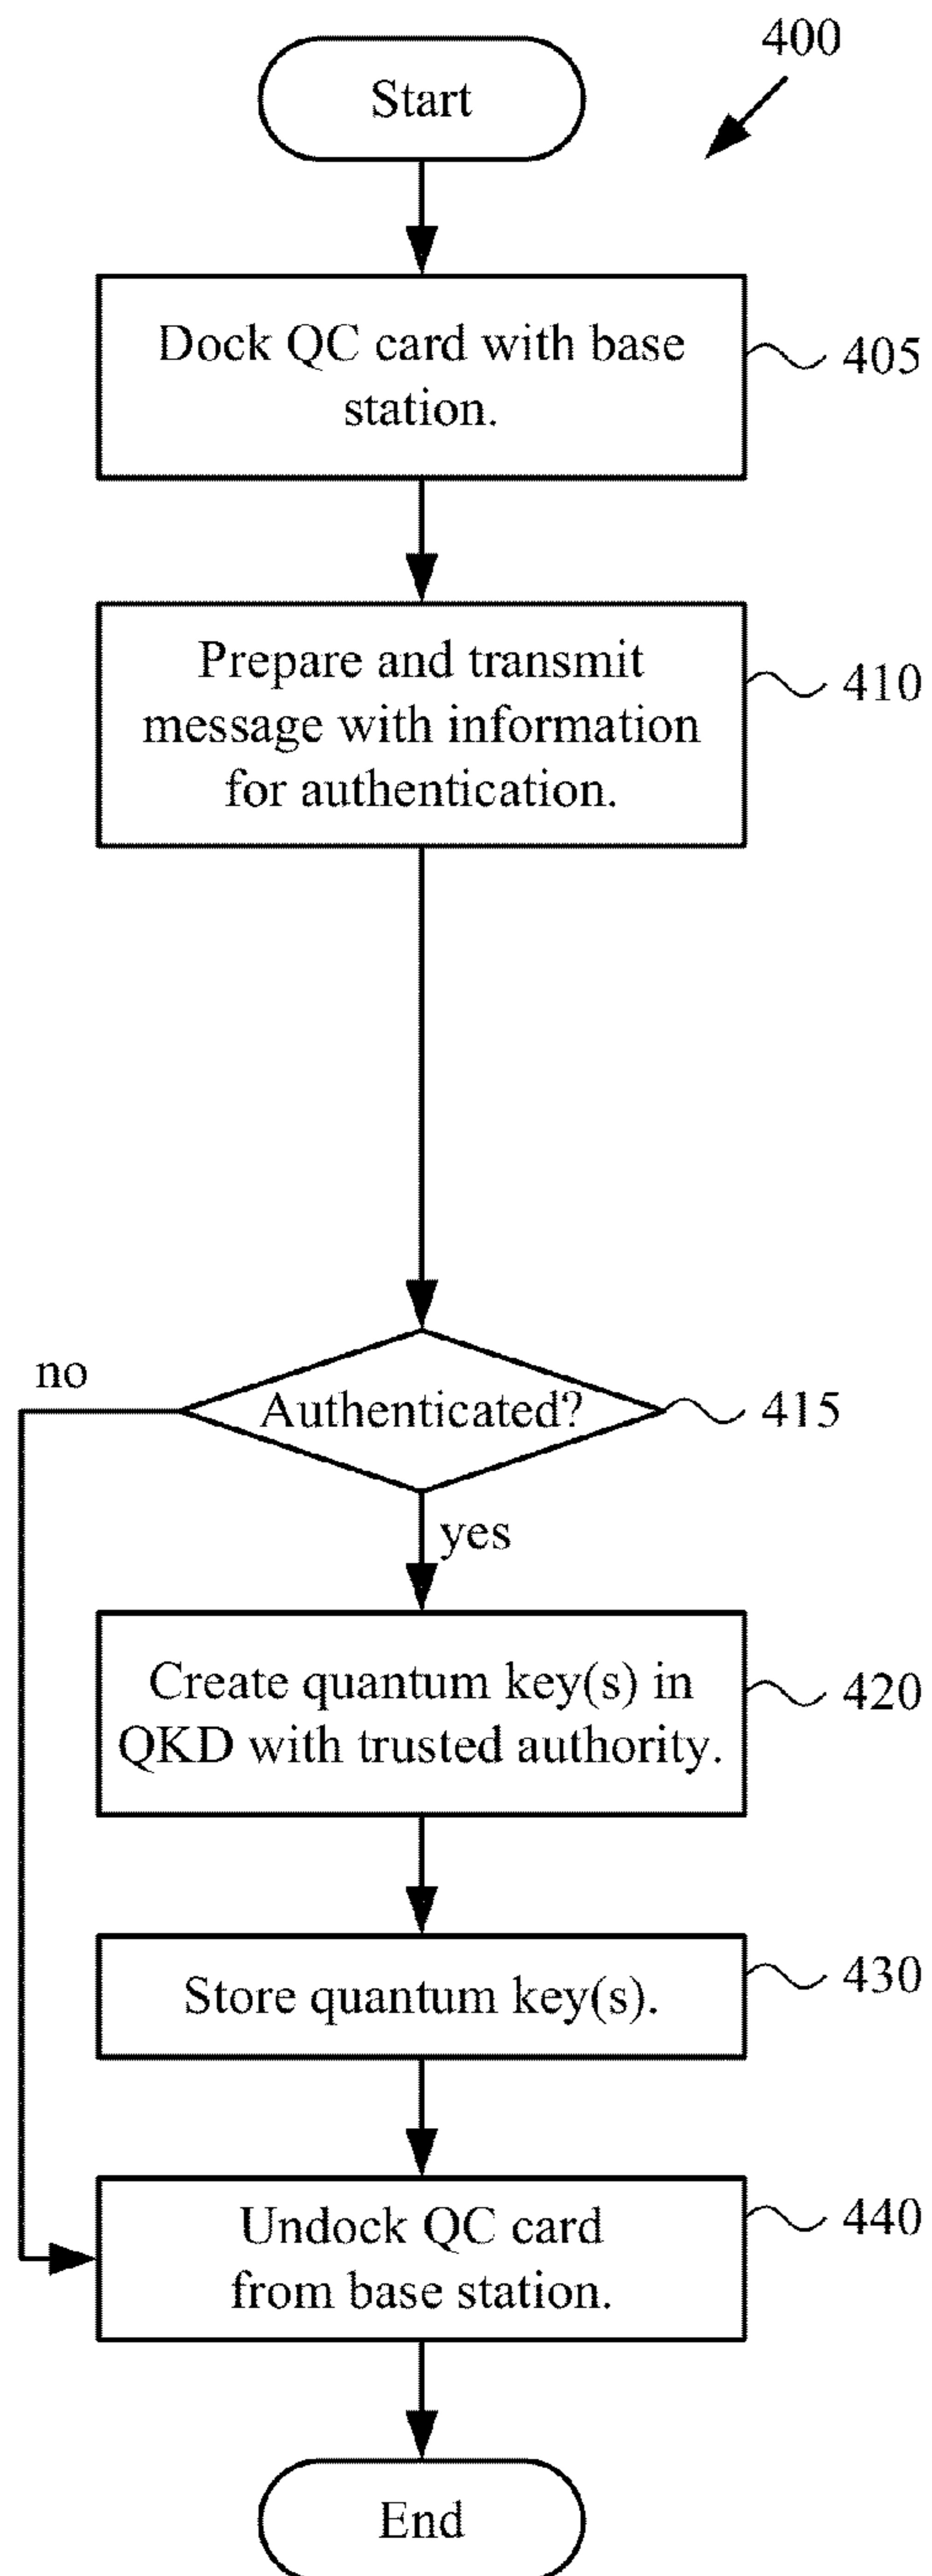 400
Start
Dock QC card with base
station.
405
Prepare and transmit
message with information
for authentication.
410
no
Authenticated?
415
yes
Create quantum key(s) in
QKD with trusted authority.
420
Store quantum key(s).
430
Undock QC card
from base station.
440
End